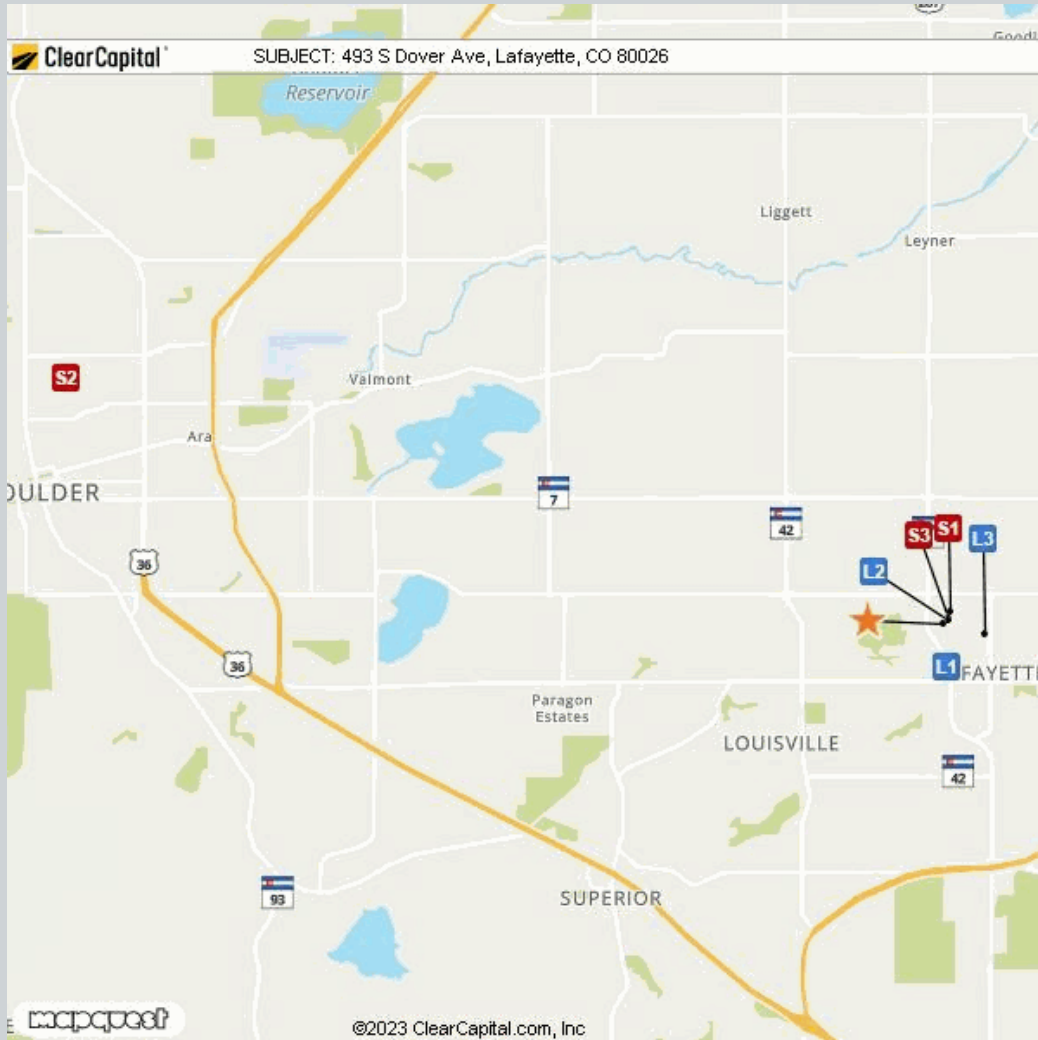 ClearCapital
SUBJECT: 493 S Dover Ave, Lafayette, CO 80026
Reservoir
Liggett
Leyner
S2
Valmont
Ara
OULDER
7
42
S3
S1
L3
36
L2
36
L1
FAYETTE
Paragon
Estates
LOUISVILLE
42
93
SUPERIOR
mapquest
©2023 ClearCapital.com, Inc